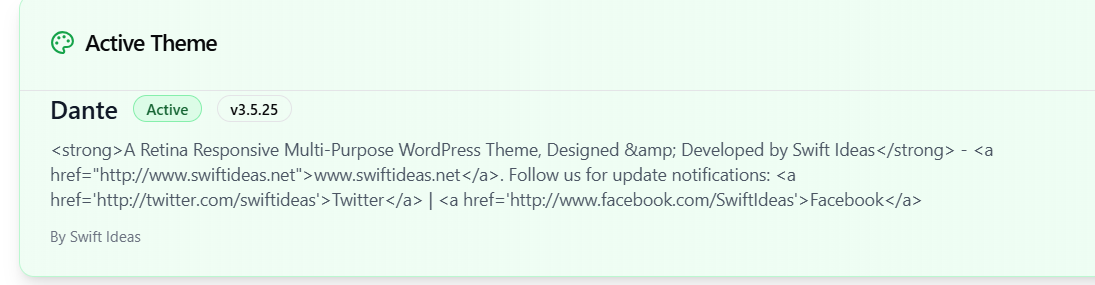 Active Theme
Dante Active v3.5.25
<strong>A Retina Responsive Multi-Purpose WordPress Theme, Designed &amp; Developed by Swift Ideas</strong> - <a
href="http://www.swiftideas.net">www.swiftideas.net</a>. Follow us for update notifications: <a
href='http://twitter.com/swiftideas'>Twitter</a> | <a href='http://www.facebook.com/SwiftIdeas'>Facebook</a>
By Swift Ideas